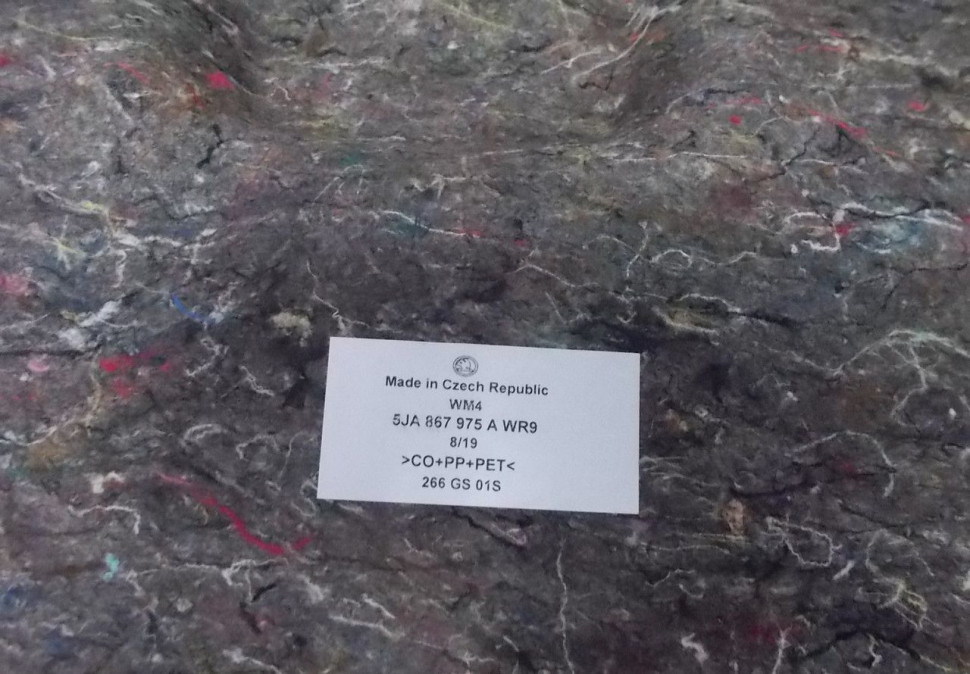 Made in Czech Republic
WM4
5JA 867 975 A WR9
8/19
>CO+PP+PET<
266 GS 01S